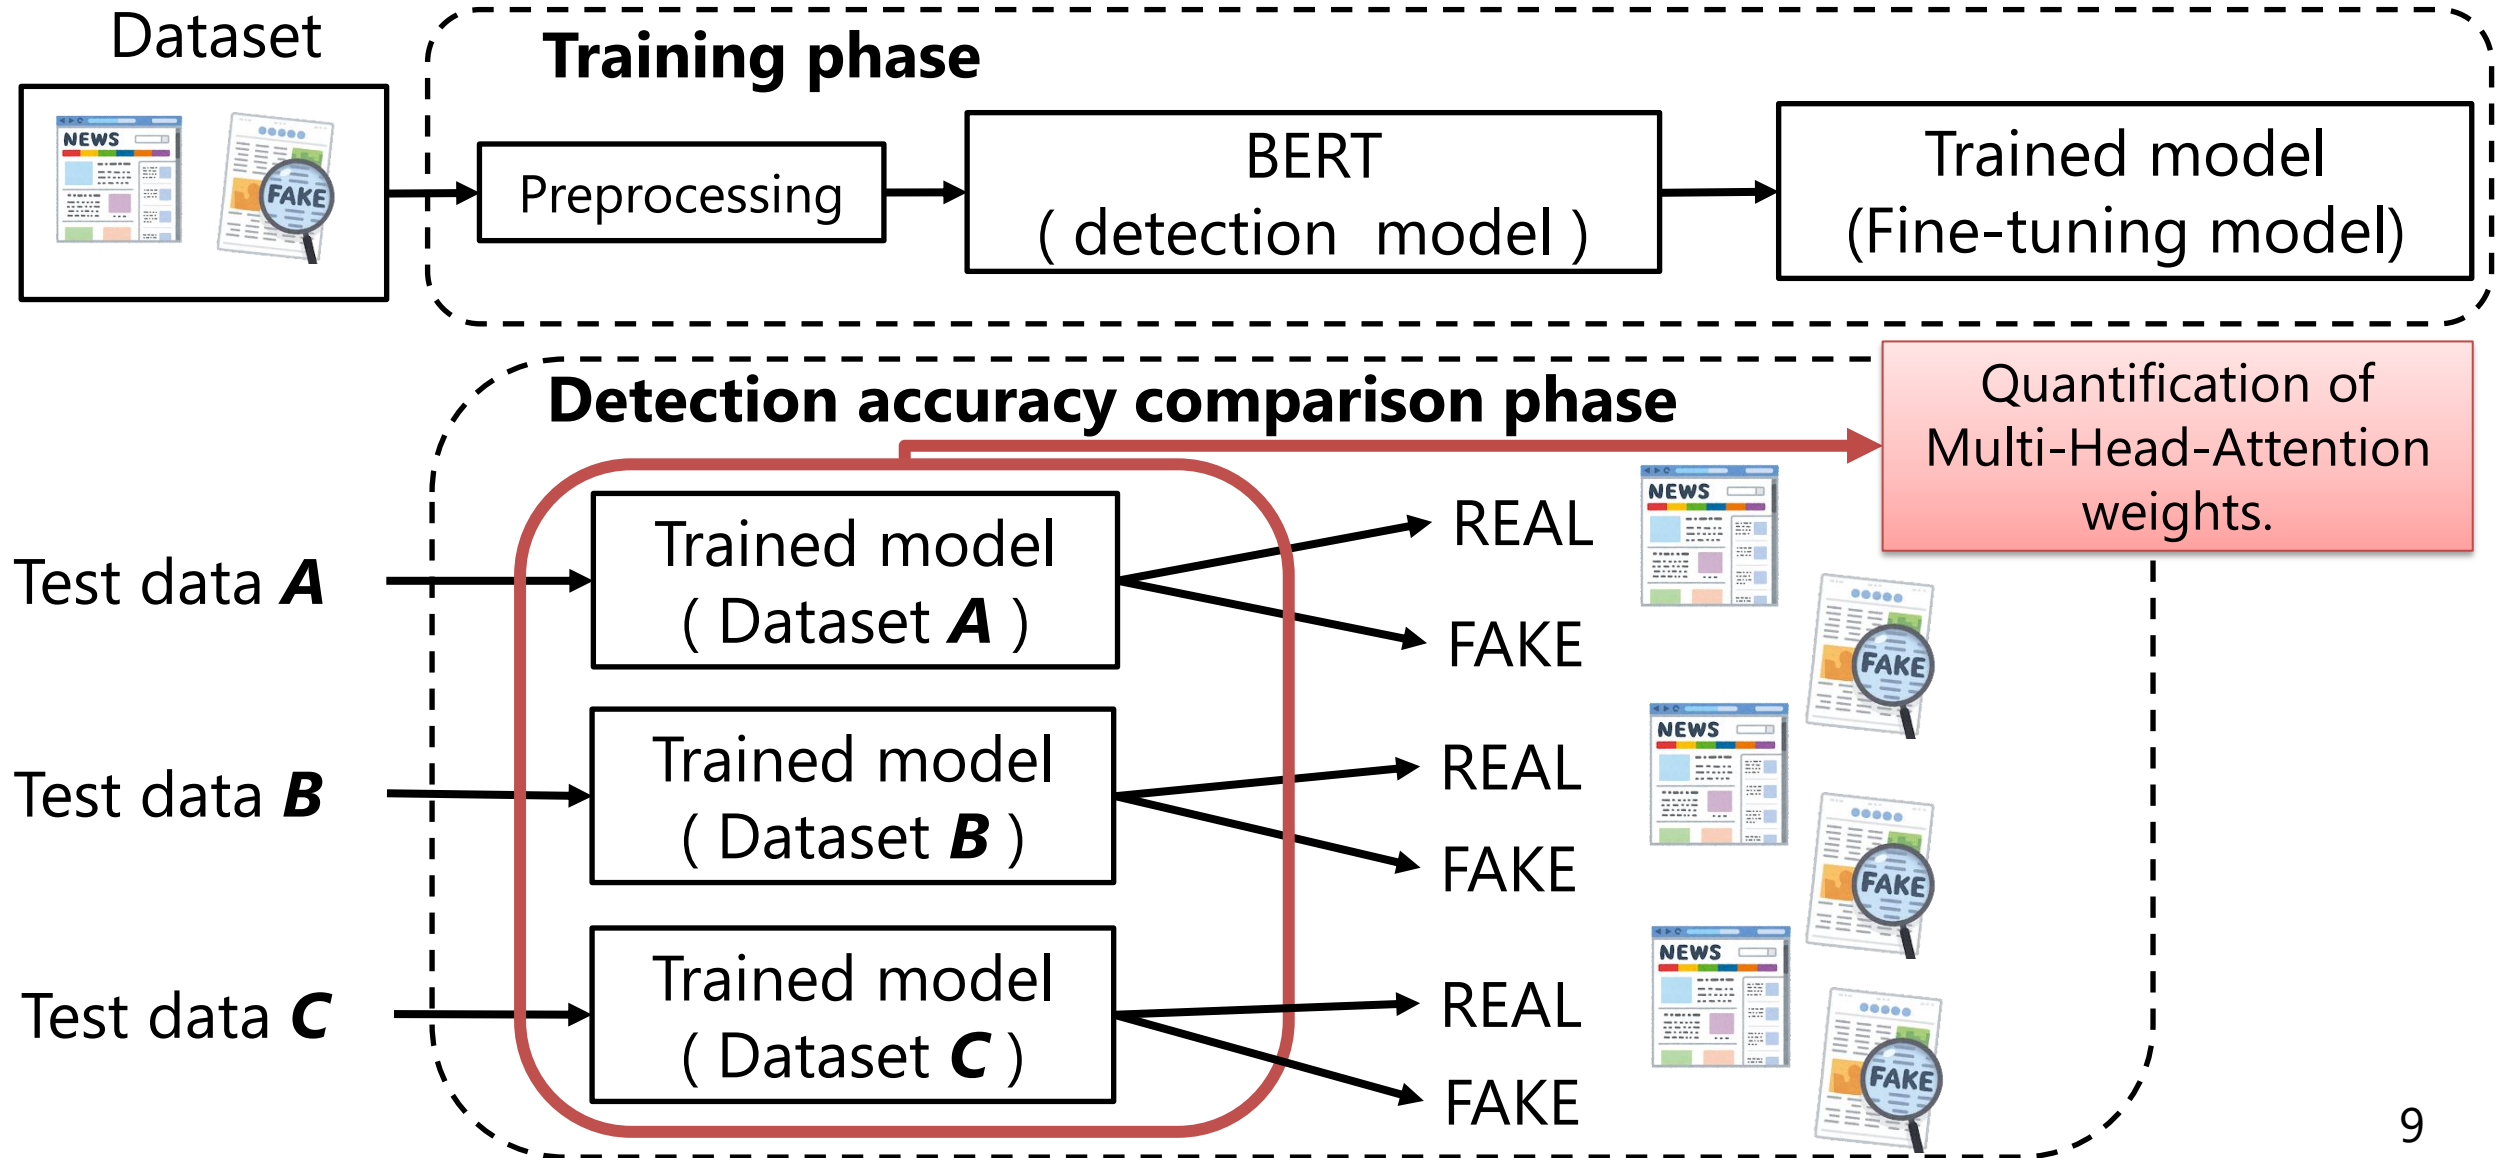 Dataset
Training phase
NEWS
FAKE
Preprocessing
BERT
( detection model )
Trained model
(Fine-tuning model)
Detection accuracy comparison phase
Quantification of
Multi-Head-Attention
weights.
Test data A
Trained model
( Dataset A )
REAL
FAKE
NEWS
FAKE
Test data B
Trained model
( Dataset B )
REAL
FAKE
NEWS
FAKE
Test data C
Trained model
( Dataset C )
REAL
FAKE
NEWS
FAKE
9